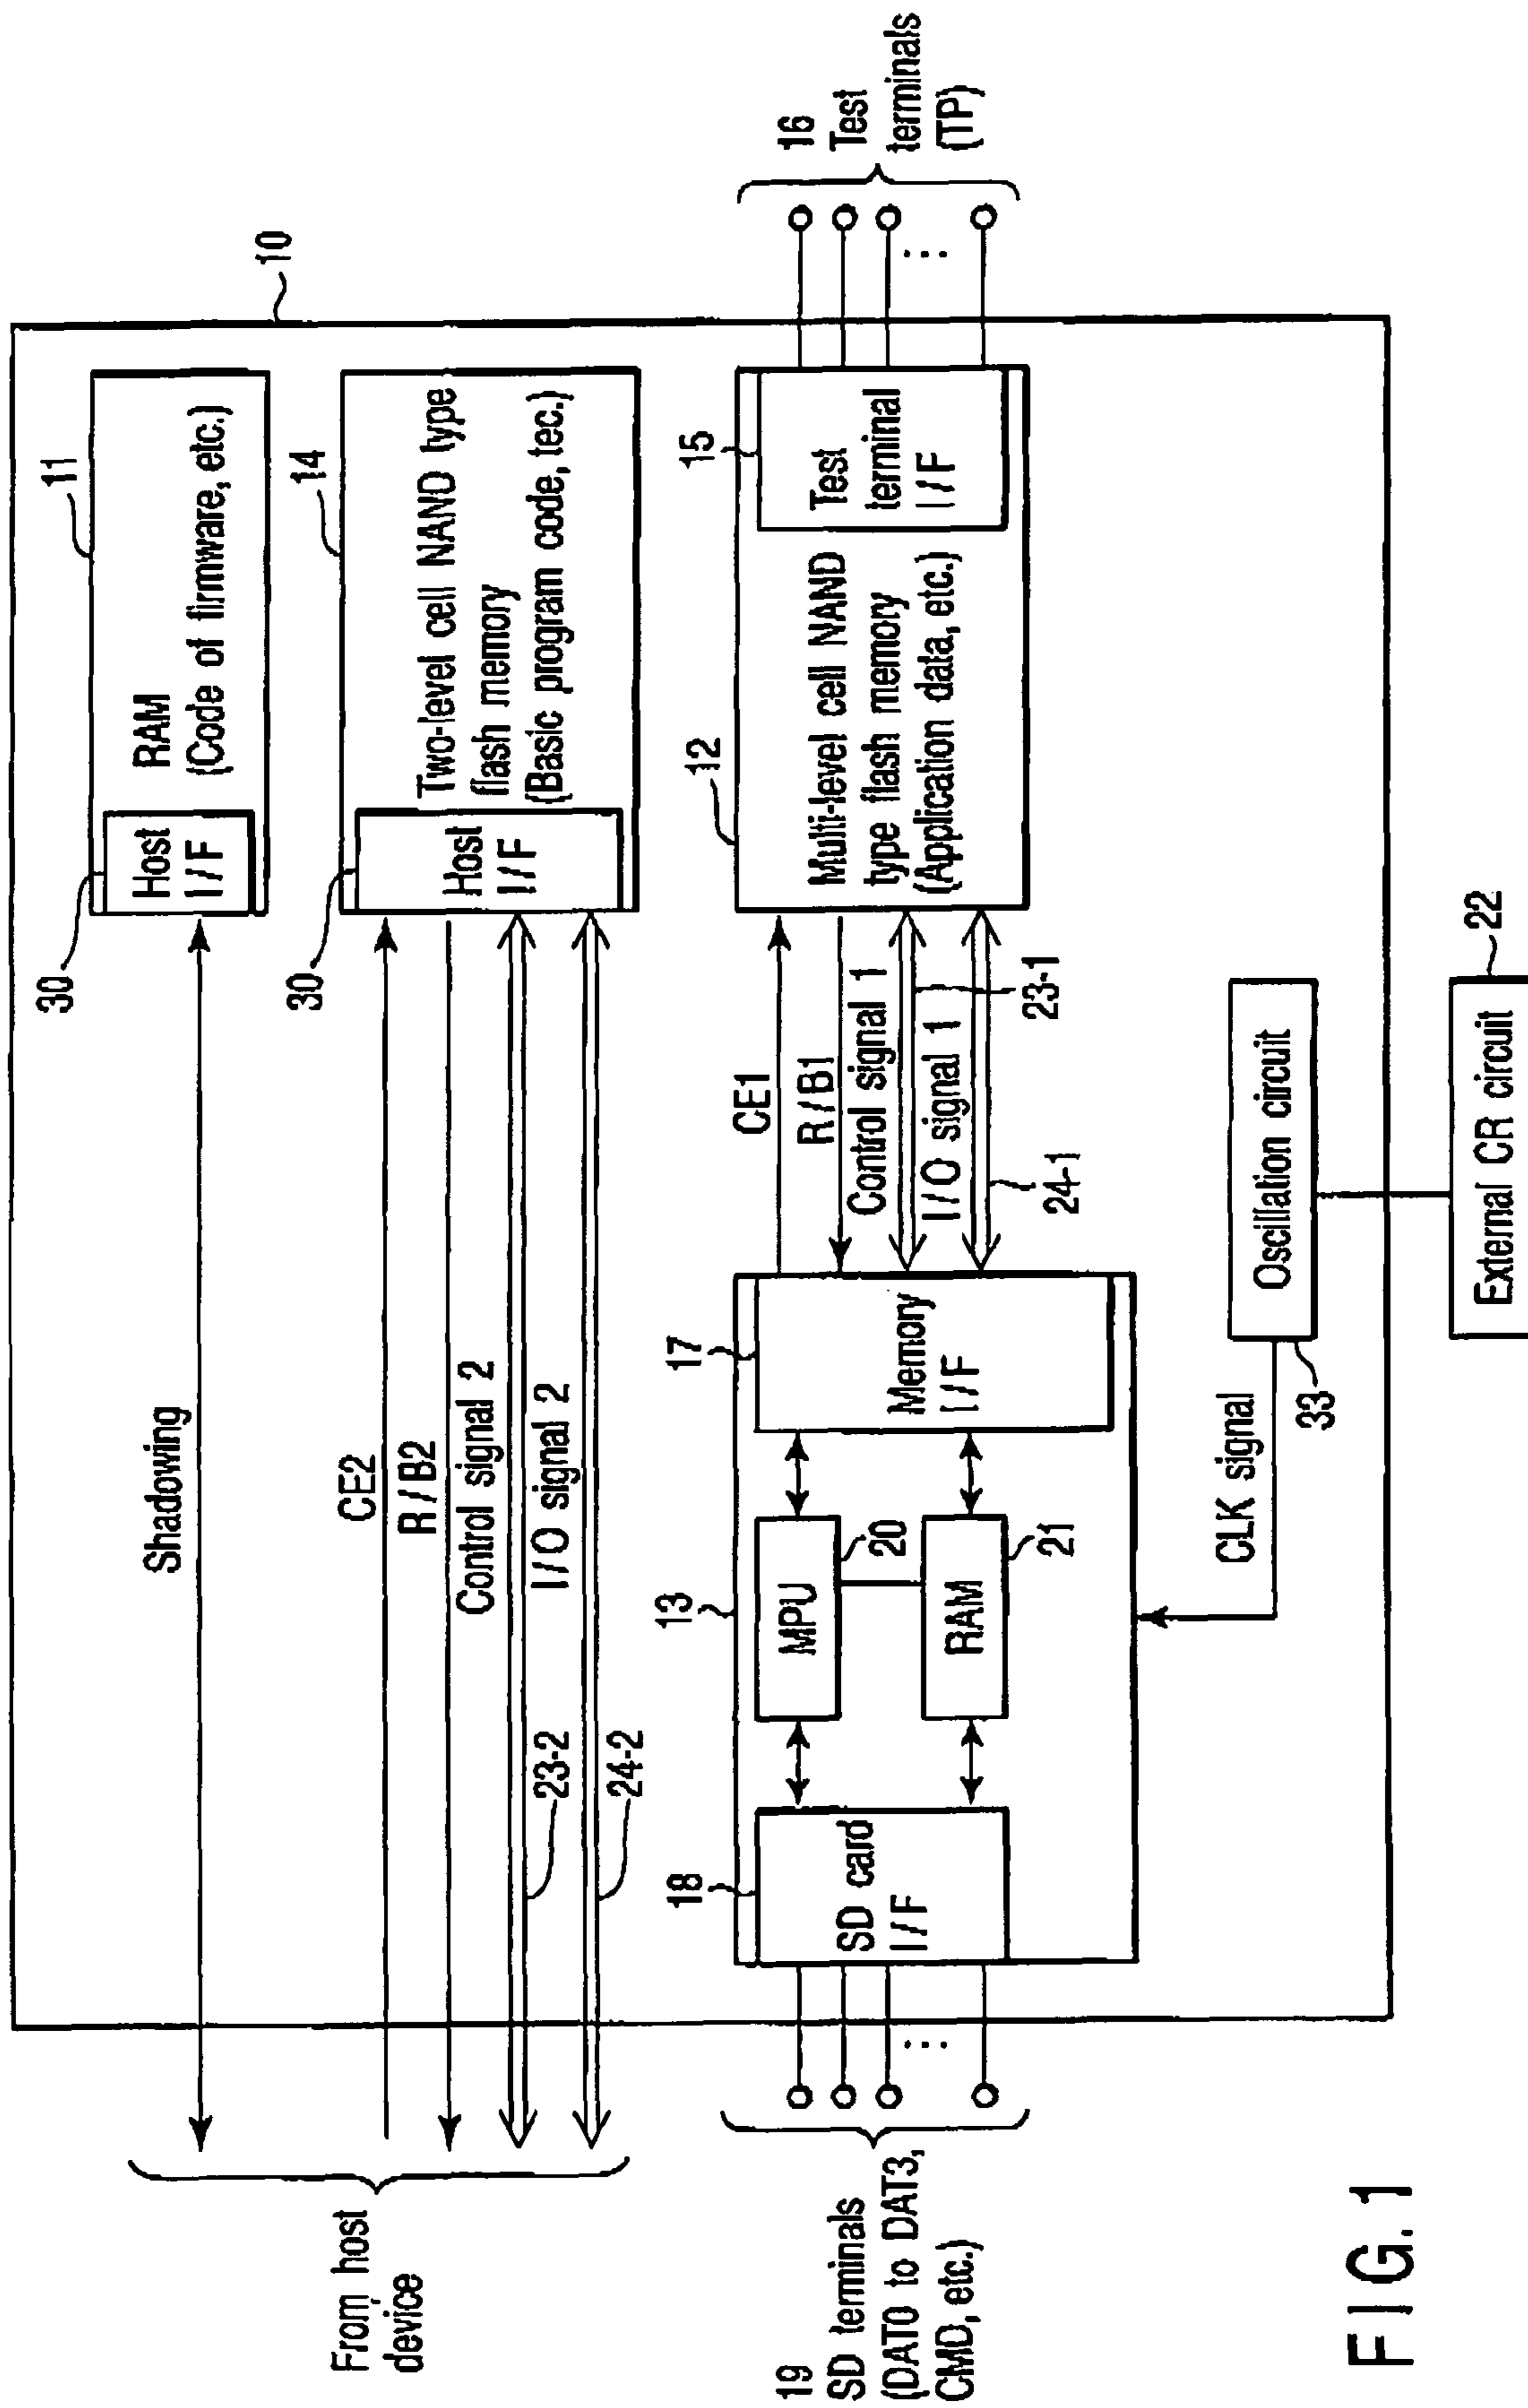 10
11
RAM
(Code of firmware, etc.)
30
Host
I/F
Shadowing
14
Two-level cell NAND type
flash memory
(Basic program code, tec.)
30
Host
I/F
CE2
R/B2
Control signal 2
I/O signal 2
23-2
24-2
From host
device
19
SD terminals
(DAT0 to DAT3,
CMD, etc.)
18
SD card
I/F
13
MPU
20
RAM
21
17
Memory
I/F
CE1
R/B1
Control signal 1
I/O signal 1
23-1
24-1
12
Multi-level cell NAND
type flash memory
(Application data, etc.)
15
Test
terminal
I/F
16
Test
terminals
(TP)
CLK signal
33
Oscillation circuit
External CR circuit
22
FIG. 1